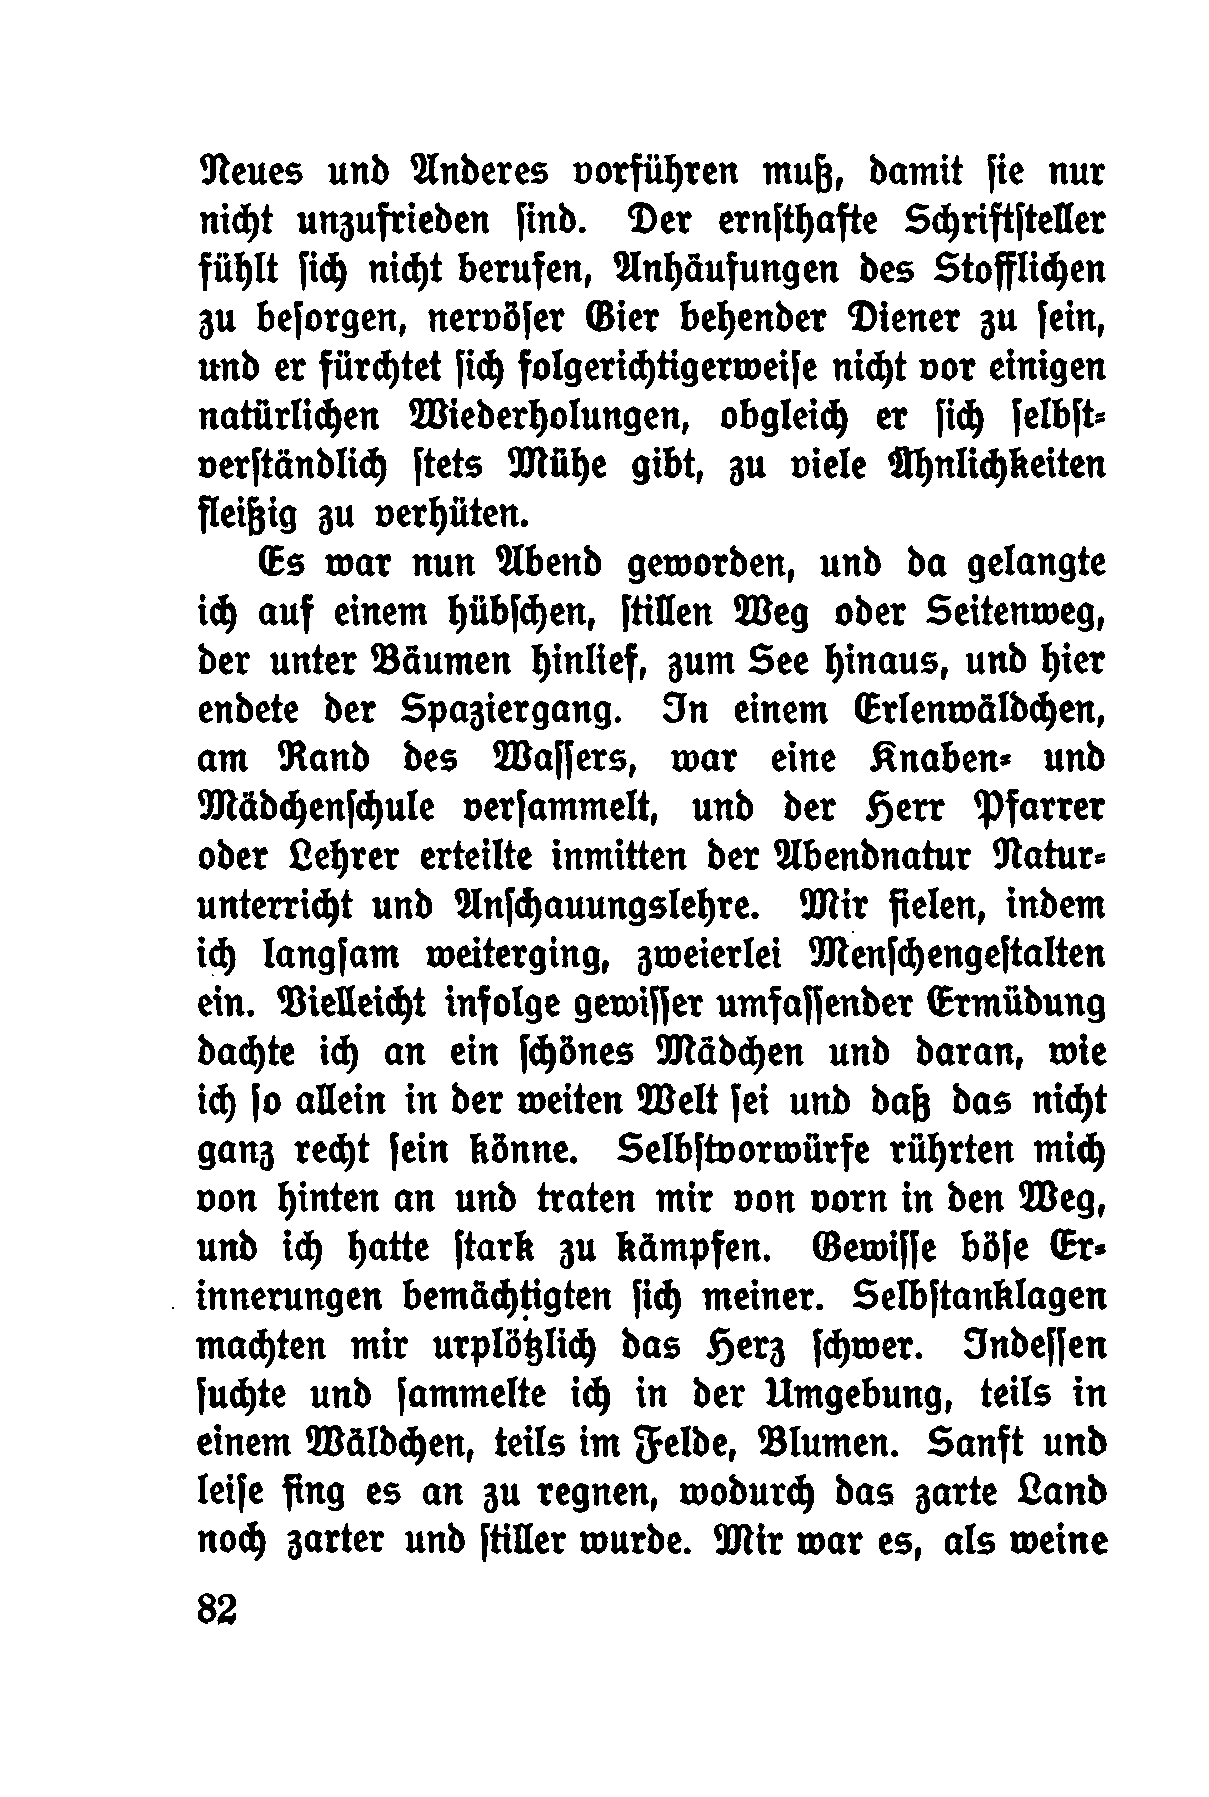 Neues und Anderes vorführen muß, damit ſie nur
nicht unzufrieden ſind. Der ernſthafte Schriftſteller
fühlt ſich nicht berufen, Anhäufungen des Stofflichen
zu beſorgen, nervöſer Gier behender Diener zu ſein,
und er fürchtet ſich folgerichtigerweiſe nicht vor einigen
natürlichen Wiederholungen, obgleich er ſich ſelbſt⸗
verſtändlich ſtets Mühe gibt, zu viele Ähnlichkeiten
fleißig zu verhüten.
Es war nun Abend geworden, und da gelangte
ich auf einem hübſchen, ſtillen Weg oder Seitenweg,
der unter Bäumen hinlief, zum See hinaus, und hier
endete der Spaziergang. In einem Erlenwäldchen,
am Rand des Waſſers, war eine Knaben⸗ und
Mädchenſchule verſammelt, und der Herr Pfarrer
oder Lehrer erteilte inmitten der Abendnatur Natur⸗
unterricht und Anſchauungslehre. Mir fielen, indem
ich langſam weiterging, zweierlei Menſchengeſtalten
ein. Vielleicht infolge gewiſſer umfaſſender Ermüdung
dachte ich an ein ſchönes Mädchen und daran, wie
ich ſo allein in der weiten Welt ſei und daß das nicht
ganz recht ſein könne. Selbſtvorwürfe rührten mich
von hinten an und traten mir von vorn in den Weg,
und ich hatte ſtark zu kämpfen. Gewiſſe böſe Er⸗
innerungen bemächtigten ſich meiner. Selbſtanklagen
machten mir urplötzlich das Herz ſchwer. Indeſſen
ſuchte und ſammelte ich in der Umgebung, teils in
einem Wäldchen, teils im Felde, Blumen. Sanft und
leiſe fing es an zu regnen, wodurch das zarte Land
noch zarter und ſtiller wurde. Mir war es, als weine
82